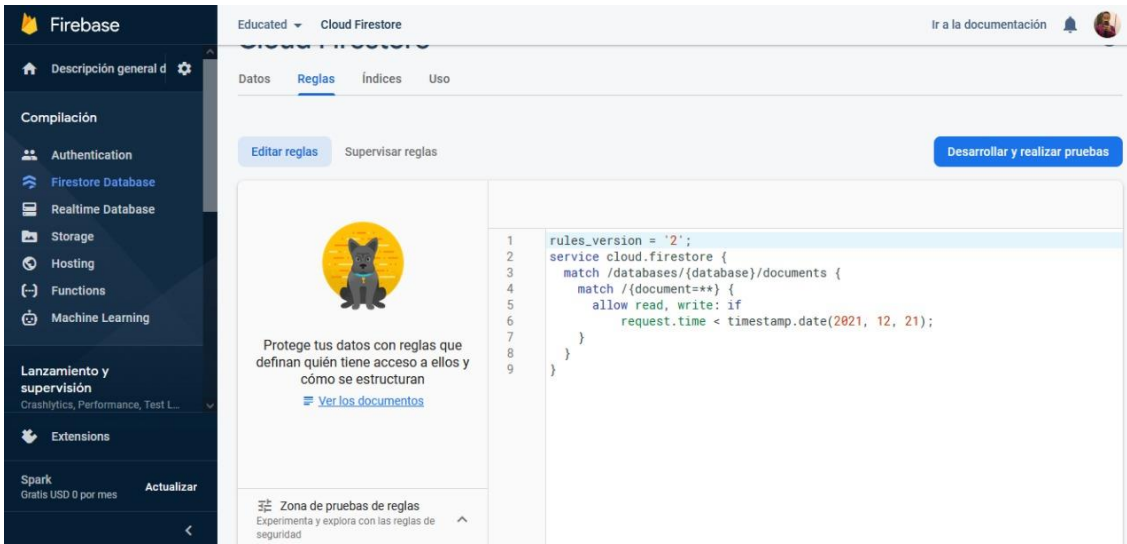 Firebase
Educated
Cloud Firestore
Ir a la documentación
Descripción general d
Cloud Firestore
Datos
Reglas
Índices
Uso
Compilación
Authentication
Firestore Database
Realtime Database
Storage
Hosting
Functions
Machine Learning
Lanzamiento y
supervisión
Crashlytics, Performance, Test L...
Extensions
Spark
Gratis USD 0 por mes
Actualizar
Editar reglas
Supervisar reglas
Desarrollar y realizar pruebas
Protege tus datos con reglas que
definan quién tiene acceso a ellos y
cómo se estructuran
Ver los documentos
Zona de pruebas de reglas
Experimenta y explora con las reglas de
seguridad
1 rules_version = '2';
2 service cloud.firestore {
3 match /databases/{database}/documents {
4 match /{document=**} {
5 allow read, write: if
6 request.time < timestamp.date(2021, 12, 21);
7 }
8 }
9 }